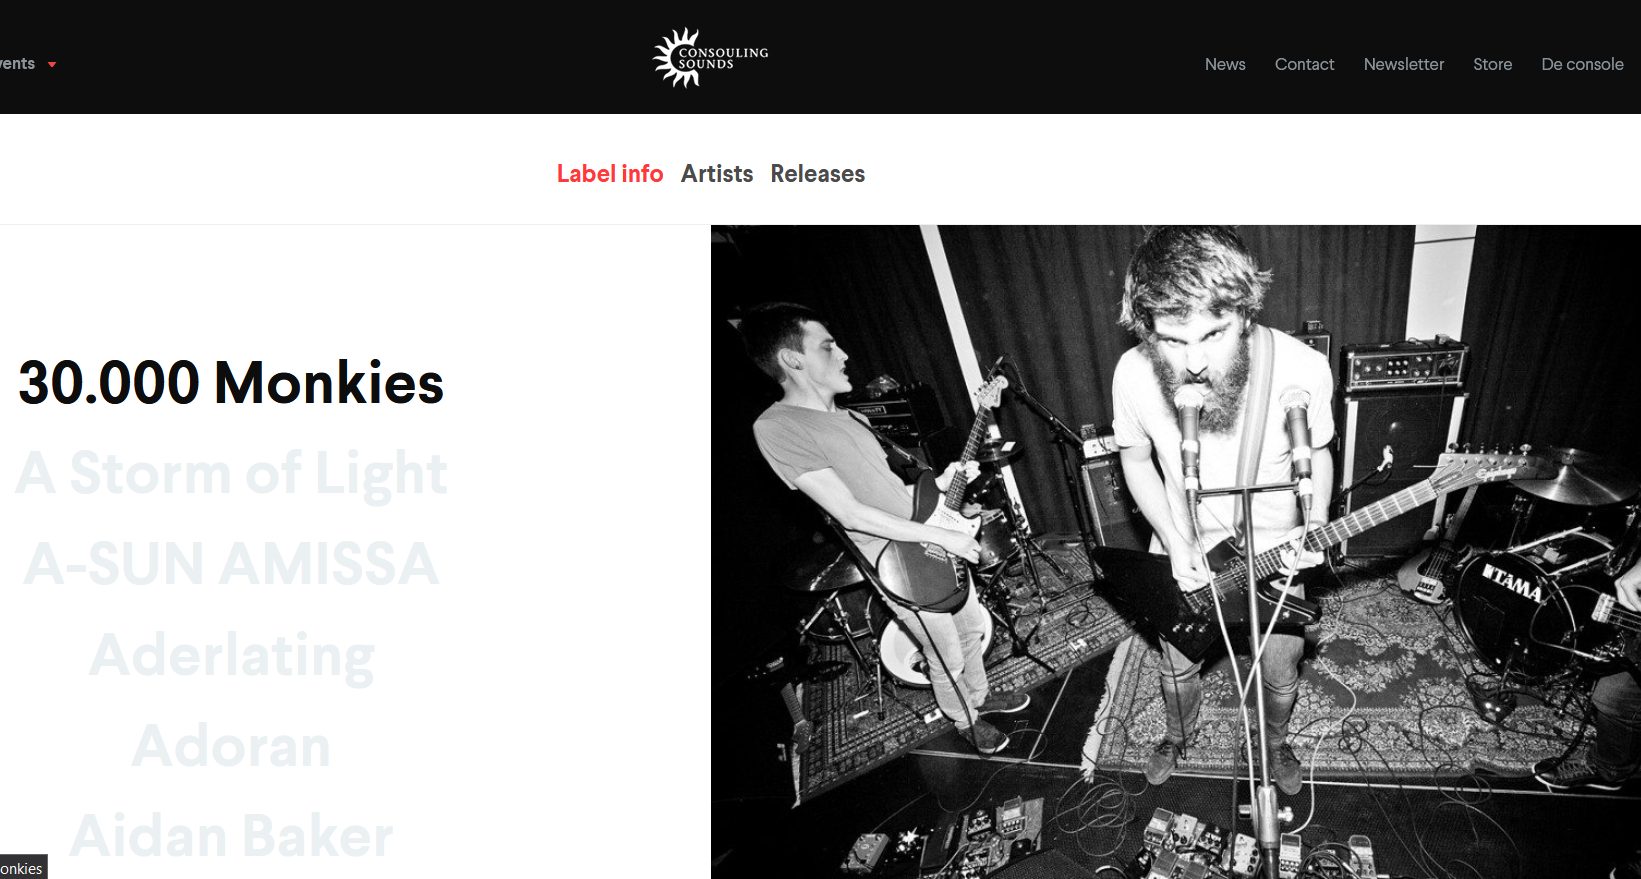 vents
CONSOULING
SOUNDS
News
Contact
Newsletter
Store
De console
Label info
Artists
Releases
30.000 Monkies
A Storm of Light
A-SUN AMISSA
Aderlating
Adoran
Aidan Baker
onkies
Epiphone
TAMA